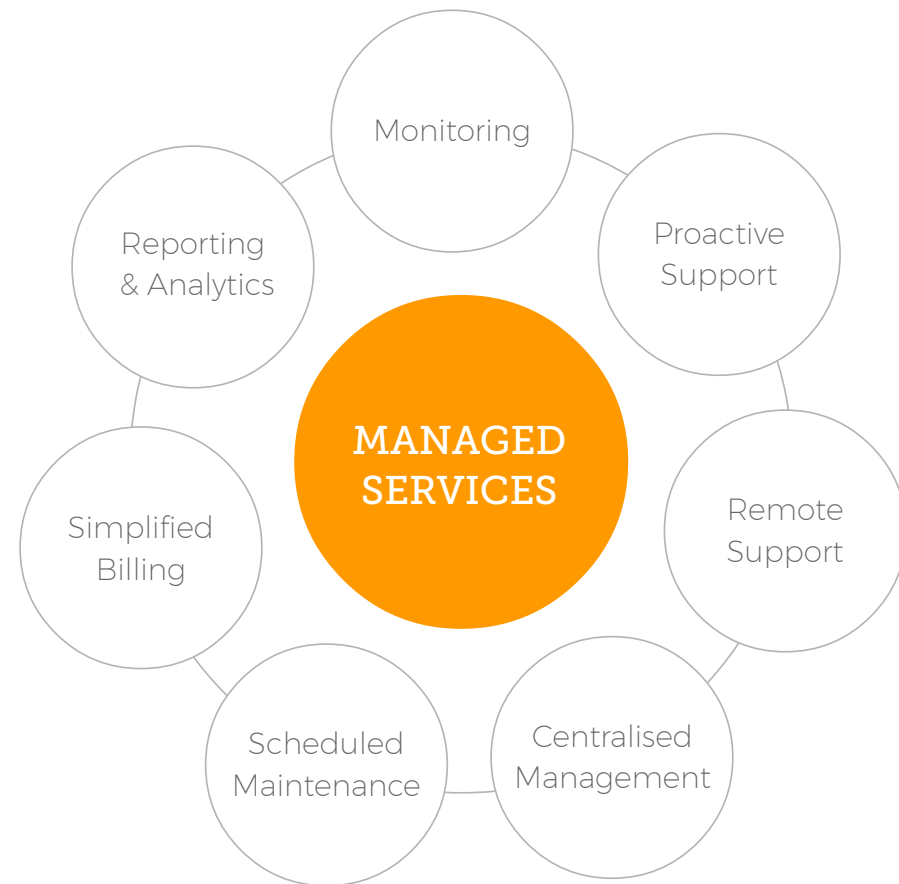 Monitoring
Proactive
Support
Remote
Support
Centralised
Management
Scheduled
Maintenance
Simplified
Billing
Reporting
& Analytics
MANAGED
SERVICES